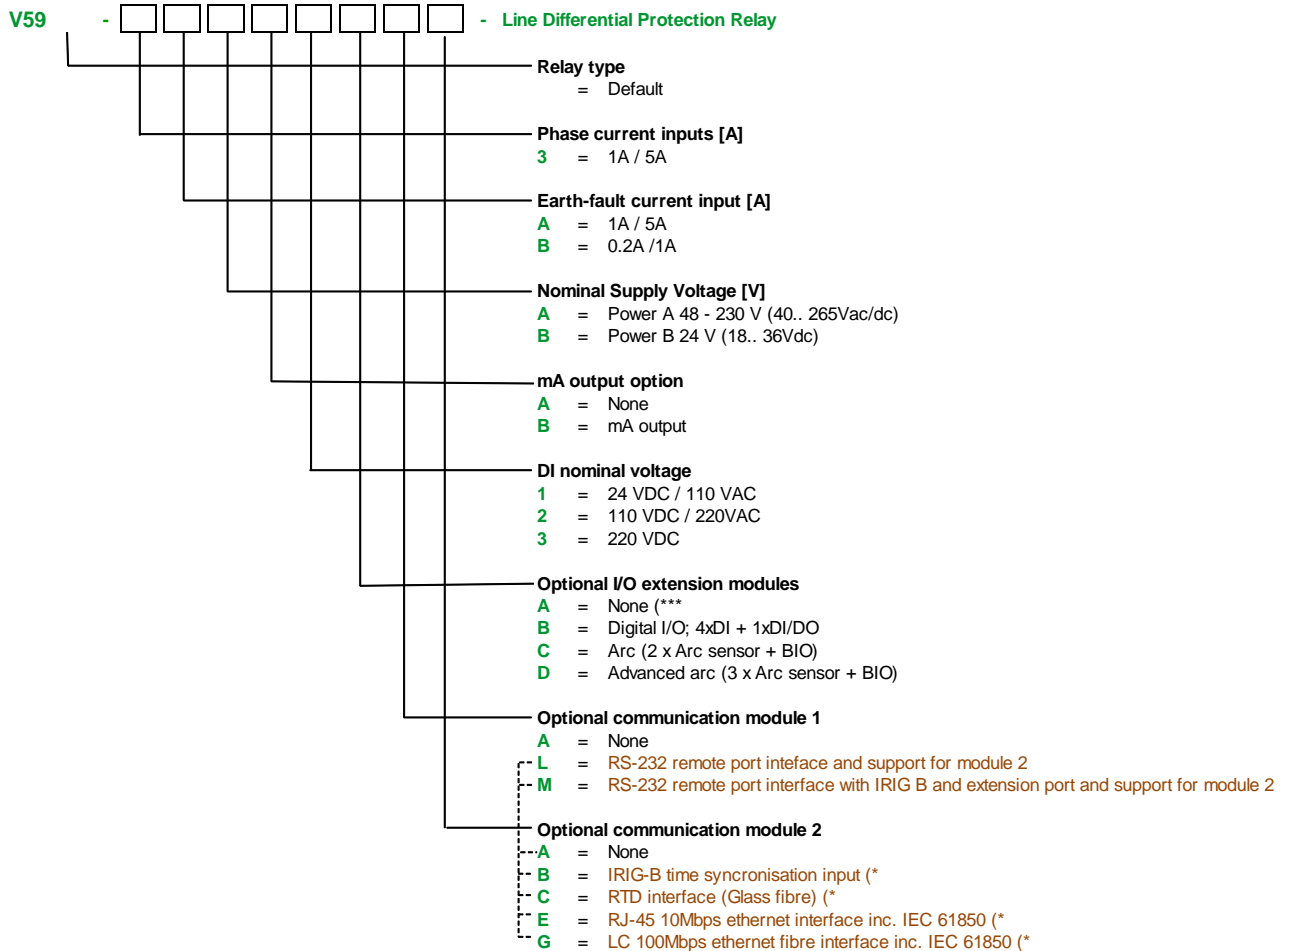 V59 - - Line Differential Protection Relay
Relay type
= Default
Phase current inputs [A]
3 = 1A / 5A
Earth-fault current input [A]
A = 1A / 5A
B = 0.2A /1A
Nominal Supply Voltage [V]
A = Power A 48 - 230 V (40.. 265Vac/dc)
B = Power B 24 V (18.. 36Vdc)
mA output option
A = None
B = mA output
DI nominal voltage
1 = 24 VDC / 110 VAC
2 = 110 VDC / 220VAC
3 = 220 VDC
Optional I/O extension modules
A = None (***
B = Digital I/O; 4xDI + 1xDI/DO
C = Arc (2 x Arc sensor + BIO)
D = Advanced arc (3 x Arc sensor + BIO)
Optional communication module 1
A = None
L = RS-232 remote port inteface and support for module 2
M = RS-232 remote port interface with IRIG B and extension port and support for module 2
Optional communication module 2
A = None
B = IRIG-B time syncronisation input (*
C = RTD interface (Glass fibre) (*
E = RJ-45 10Mbps ethernet interface inc. IEC 61850 (*
G = LC 100Mbps ethernet fibre interface inc. IEC 61850 (*